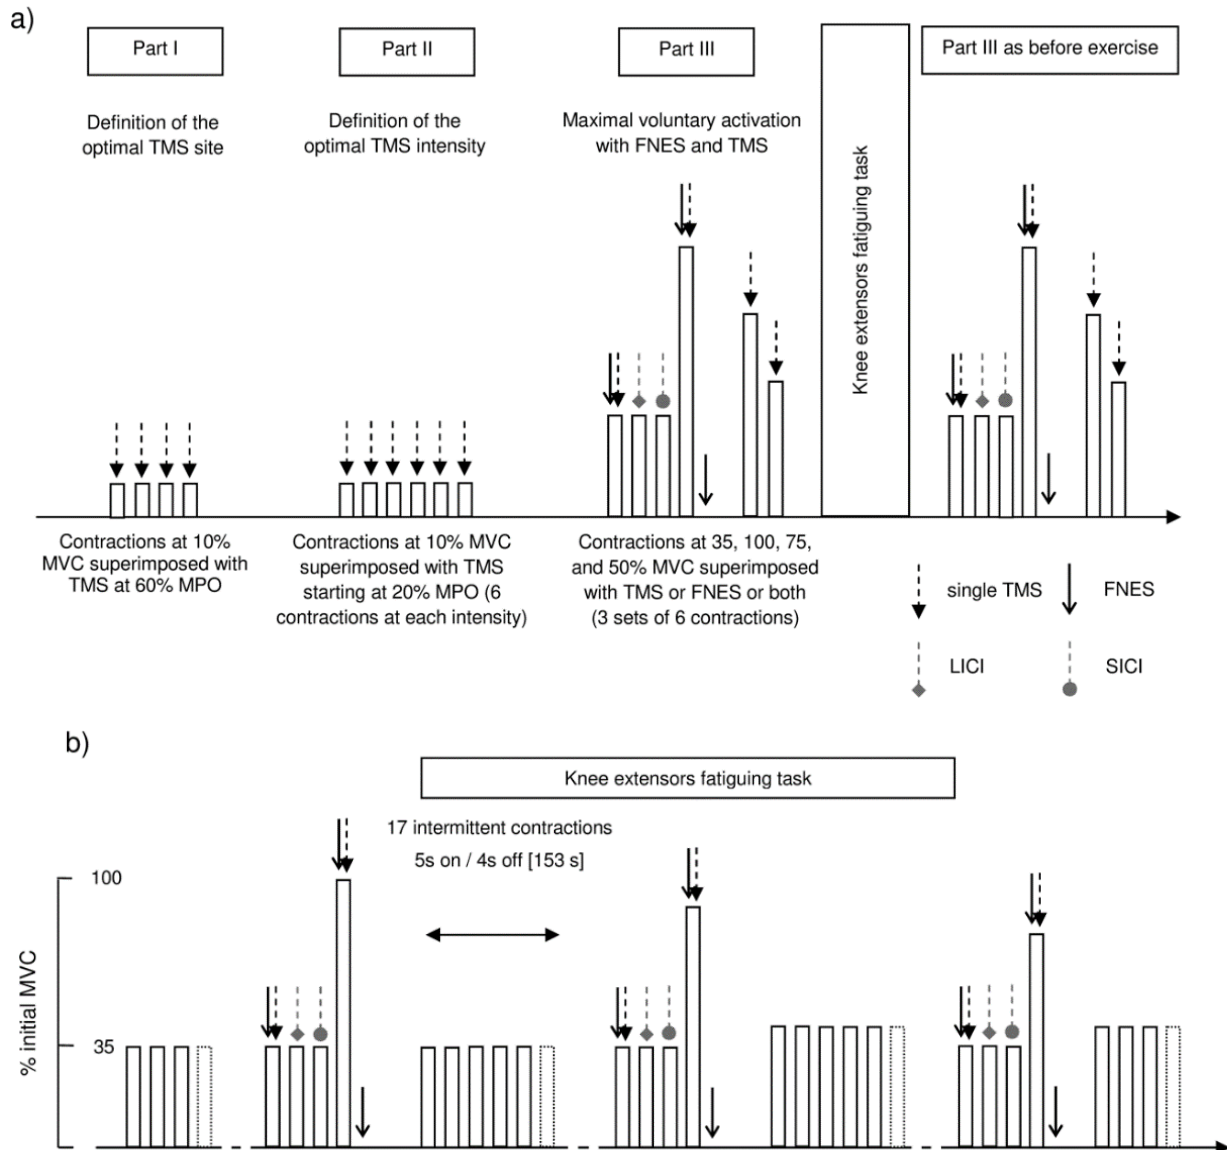 a)
Part I
Part II
Part III
Part III as before exercise
Definition of the
optimal TMS site
Definition of the
optimal TMS intensity
Maximal voluntary activation
with FNES and TMS
Knee extensors fatiguing task
Contractions at 10%
MVC superimposed with
TMS at 60% MPO
Contractions at 10% MVC
superimposed with TMS
starting at 20% MPO (6
contractions at each intensity)
Contractions at 35, 100, 75,
and 50% MVC superimposed
with TMS or FNES or both
(3 sets of 6 contractions)
single TMS
FNES
LICI
SICI
b)
Knee extensors fatiguing task
17 intermittent contractions
5s on / 4s off [153 s]
100
35
% initial MVC